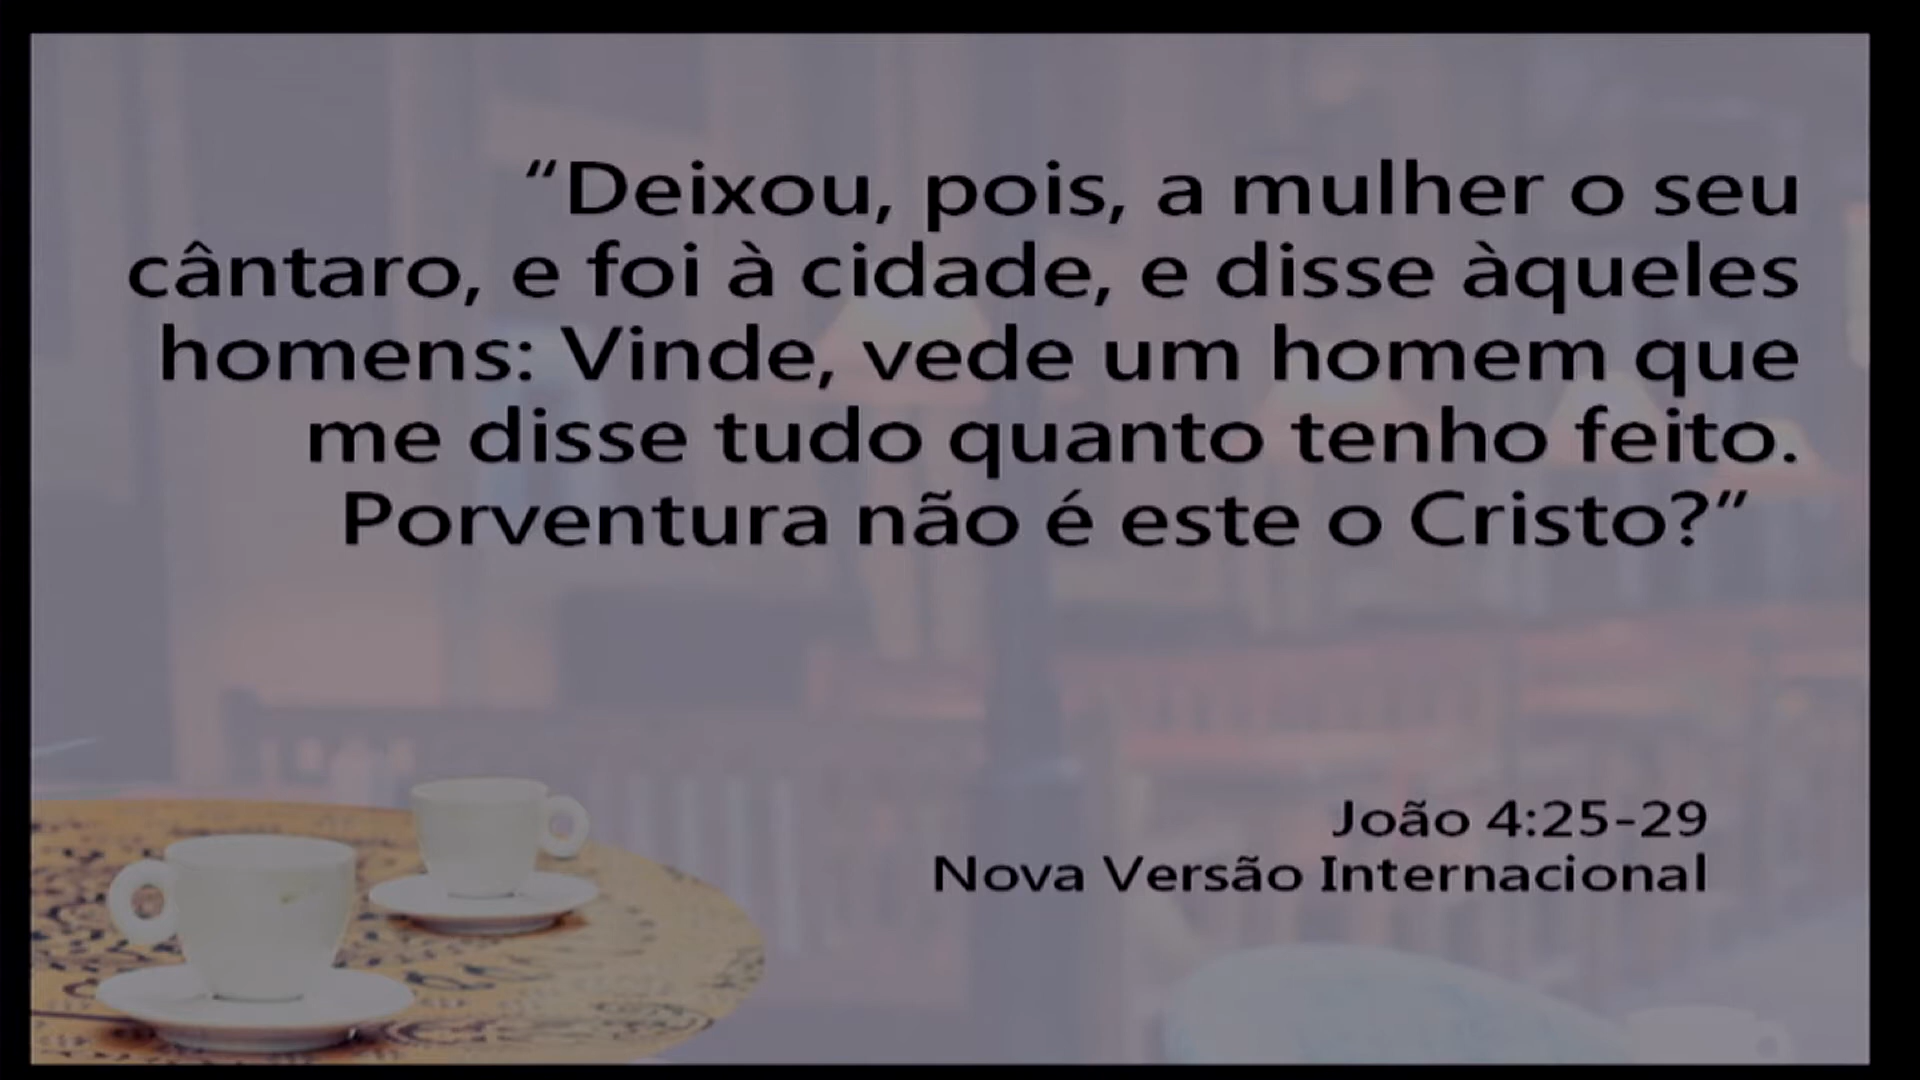 “Deixou, pois, a mulher o seu
cântaro, e foi à cidade, e disse àqueles
homens: Vinde, vede um homem que
me disse tudo quanto tenho feito.
Porventura não é este o Cristo?”
João 4:25-29
Nova Versão Internacional